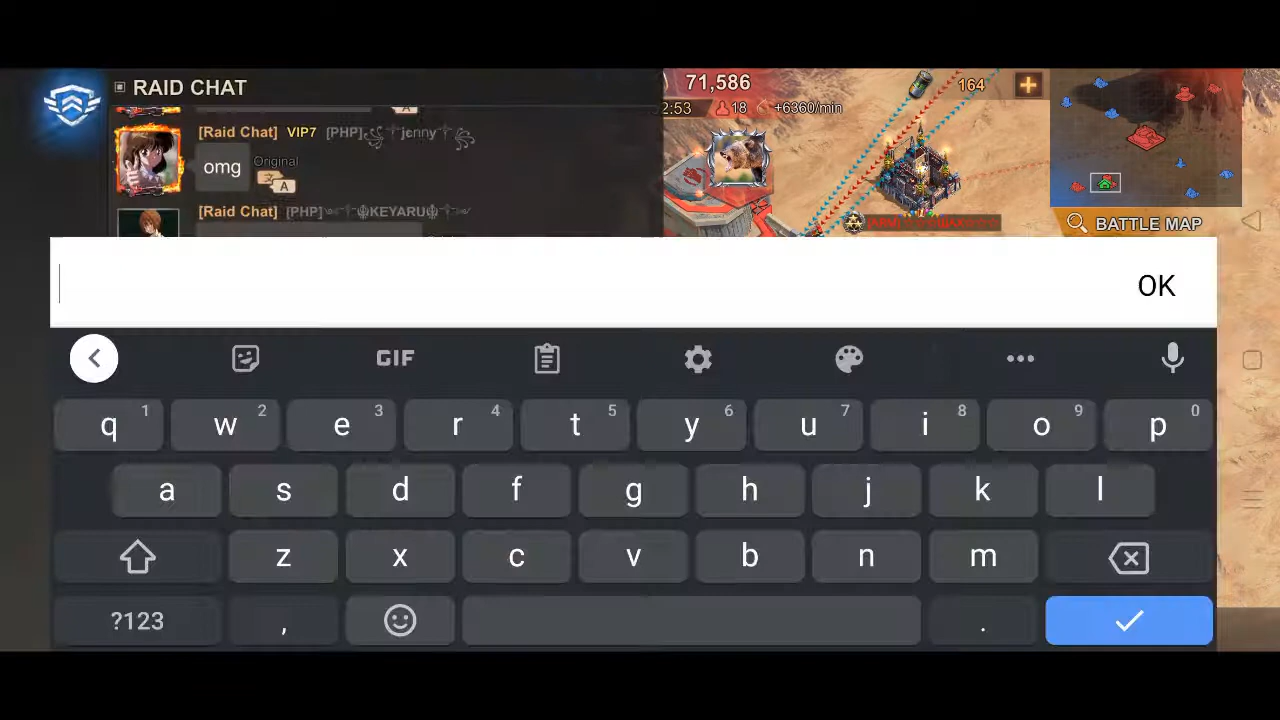 RAID CHAT
71,586
164
2:53
18
+6360/min
[Raid Chat] VIP7 [PHP] jenny
omg
Original
[Raid Chat] [PHP] KEYARU
BATTLE MAP
OK
GIF
q 1 w 2 e 3 r 4 t 5 y 6 u 7 i 8 o 9 p 0
a s d f g h j k l
z x c v b n m
?123 , .